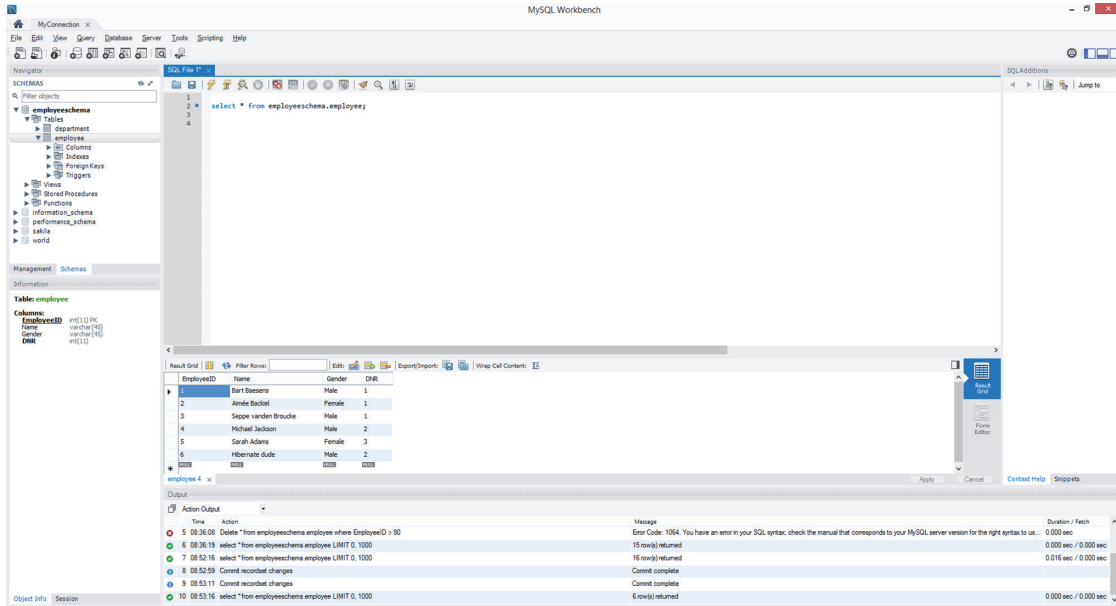 MySQL Workbench
MyConnection ×
File Edit View Query Database Server Tools Scripting Help
Navigator
SCHEMAS
Filter objects
employeeschema
Tables
department
employee
Columns
Indexes
Foreign Keys
Triggers
Views
Stored Procedures
Functions
information_schema
performance_schema
sakila
world
Management Schemas
Information
Table: employee
Columns:
EmployeeID int(11) PK
Name varchar(45)
Gender varchar(45)
DNR int(11)
Object Info Session
SQL File 1* ×
1
2 select * from employeeschema.employee;
3
4
Result Grid Filter Rows: Edit: Export/Import: Wrap Cell Content:
EmployeeID Name Gender DNR
1 Bart Baesens Male 1
2 Aimée Backiel Female 1
3 Seppe vanden Broucke Male 1
4 Michael Jackson Male 2
5 Sarah Adams Female 3
6 Hibernate dude Male 2
NULL NULL NULL NULL
Result Grid
Form Editor
employee 4 ×
Apply Cancel
SQLAdditions
Jump to
Context Help Snippets
Output
Action Output
Time Action Message Duration / Fetch
5 08:36:08 Delete * from employeeschema.employee where EmployeeID > 90 Error Code: 1064. You have an error in your SQL syntax; check the manual that corresponds to your MySQL server version for the right syntax to us... 0.000 sec
6 08:36:19 select * from employeeschema.employee LIMIT 0, 1000 15 row(s) returned 0.000 sec / 0.000 sec
7 08:52:16 select * from employeeschema.employee LIMIT 0, 1000 16 row(s) returned 0.016 sec / 0.000 sec
8 08:52:59 Commit recordset changes Commit complete
9 08:53:11 Commit recordset changes Commit complete
10 08:53:16 select * from employeeschema.employee LIMIT 0, 1000 6 row(s) returned 0.000 sec / 0.000 sec